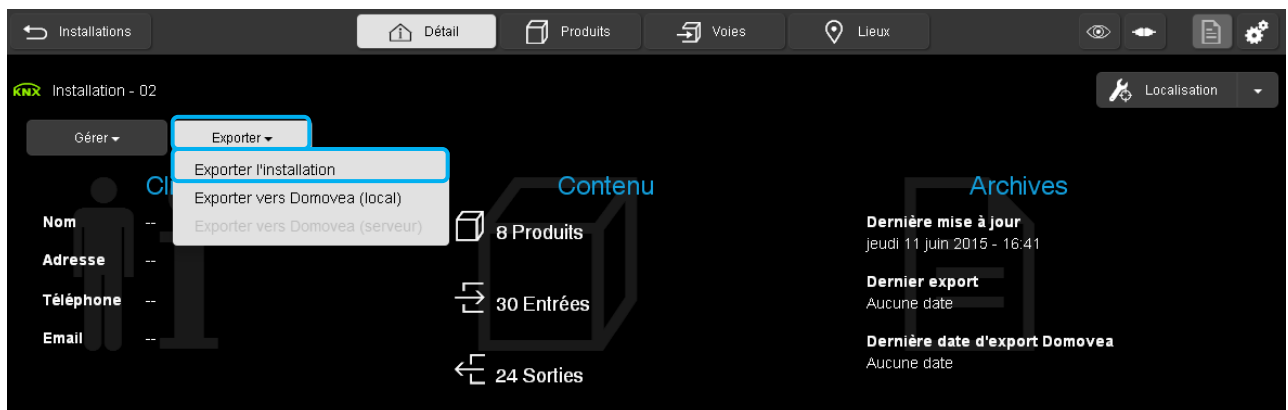 Installations
Détail
Produits
Voies
Lieux
KNX Installation - 02
Localisation
Gérer
Exporter
Exporter l'installation
Exporter vers Domovea (local)
Exporter vers Domovea (serveur)
Cli
Nom --
Adresse --
Téléphone --
Email --
Contenu
8 Produits
30 Entrées
24 Sorties
Archives
Dernière mise à jour
jeudi 11 juin 2015 - 16:41
Dernier export
Aucune date
Dernière date d'export Domovea
Aucune date